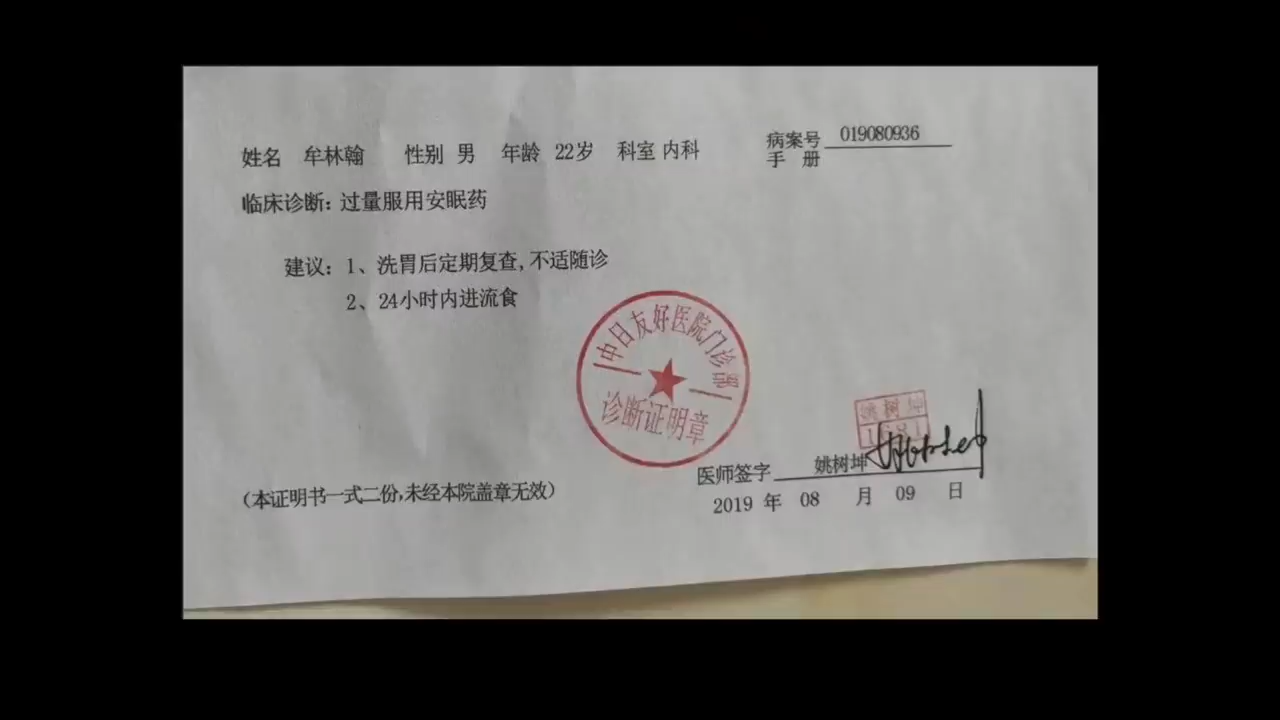 姓名 牟林翰 性别 男 年龄 22岁 科室 内科
病案号 019080936
手 册
临床诊断：过量服用安眠药
建议：1、洗胃后定期复查，不适随诊
2、24小时内进流食
中日友好医院门诊部
诊断证明章
姚树坤
医师签字 姚树坤
（本证明书一式二份，未经本院盖章无效）
2019 年 08 月 09 日